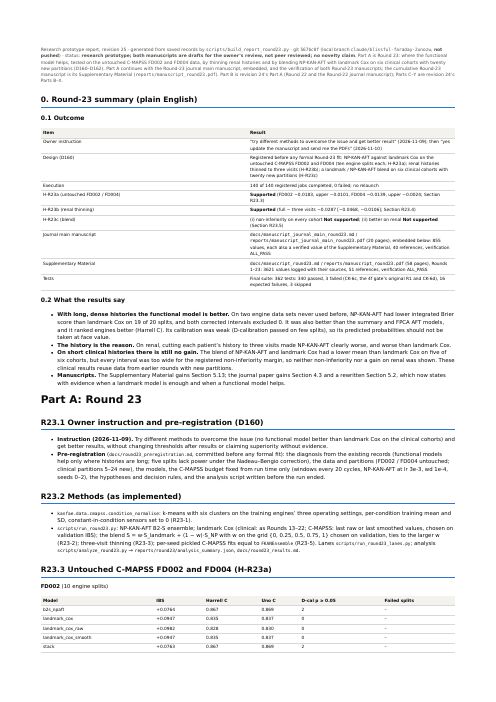 Research prototype report, revision 25 · generated from saved records by scripts/build_report_round23.py · git
status: research prototype; both manuscripts are drafts for the owner's review, not peer reviewed; no novelty claim. Part A is Round 23: where the functional
model helps, tested on the untouched C-MAPSS FD002 and FD004 data, by thinning renal histories and by blending NP-KAN-AFT with landmark Cox on six clinical cohorts with
twenty new partitions (D160-D162). Part A continues with the Round-23 journal main manuscript, embedded, and the verification of both Round-23 manuscripts; the cumulative Round-23
manuscript is its Supplementary Material (reports/manuscript_round23.pdf). Part B is revision 24's Part A (Round 22 and the Round-22 journal manuscript); Parts C-Y are revision 24's
Parts B-X.
0. Round-23 summary (plain English)
0.1 Outcome
Item Result
Owner instruction "try different methods to overcome the issue and get better result" (2026-11-09), then "yes
update the manuscript and send me the PDFs" (2026-11-10)
Design (D160) Registered before any formal Round-23 fit: NP-KAN-AFT against landmark Cox on the
untouched C-MAPSS FD002 and FD004 (ten engine splits each; H-R23a); renal histories
thinned to three visits (H-R23b); a landmark / NP-KAN-AFT blend on six clinical cohorts with
twenty new partitions (H-R23c)
Execution 140 of 140 registered jobs completed, 0 failed; no relaunch
H-R23a (untouched FD002 / FD004) Supported (FD002 −0.0183, upper −0.0101, FD004 −0.0129, upper −0.0024; Section
R23.3)
H-R23b (renal thinning) Supported (full − three visits −0.0287 [−0.0468, −0.0106]; Section R23.4)
H-R23c (blend) (i) non-inferiority on every cohort Not supported; (ii) better on renal Not supported
(Section R23.5)
Journal main manuscript docs/manuscript_journal_main_round23.md |
reports/manuscript_journal_main_round23.pdf (20 pages), embedded below; 855
values, each also a verified value of the Supplementary Material, 40 references, verification
ALL_PASS
Supplementary Material docs/manuscript_round23.md / reports/manuscript_round23.pdf (58 pages), Rounds
1–23; 3621 values logged with their sources, 51 references, verification ALL_PASS
Tests Final suite: 362 tests: 340 passed, 3 failed (CH-6c, the 4f gate's original R1 and CH-6d), 16
expected failures, 3 skipped
0.2 What the results say
• With long, dense histories the functional model is better. On two engine data sets never used before, NP-KAN-AFT had lower integrated Brier
score than landmark Cox on 19 of 20 splits, and both corrected intervals excluded 0. It was also better than the summary and FPCA AFT models,
and it ranked engines better (Harrell C). Its calibration was weak (D-calibration passed on few splits), so its predicted probabilities should not be
taken at face value.
• The history is the reason. On renal, cutting each patient's history to three visits made NP-KAN-AFT clearly worse, and worse than landmark Cox.
• On short clinical histories there is still no gain. The blend of NP-KAN-AFT and landmark Cox had a lower mean than landmark Cox on five of
six cohorts, but every interval was too wide for the registered non-inferiority margin, so neither non-inferiority nor a gain on renal was shown. These
clinical results reuse data from earlier rounds with new partitions.
• Manuscripts. The Supplementary Material gains Section 5.13; the journal paper gains Section 4.3 and a rewritten Section 5.2, which now states
with evidence when a landmark model is enough and when a functional model helps.
Part A: Round 23
R23.1 Owner instruction and pre-registration (D160)
• Instruction (2026-11-09). Try different methods to overcome the issue (no functional model better than landmark Cox on the clinical cohorts) and
get better results, without changing thresholds after results or claiming superiority without evidence.
• Pre-registration (docs/round23_preregistration.md, committed before any formal fit): the diagnosis from the existing records (functional models
help only where histories are long; five splits lack power under the Nadeau–Bengio correction), the data and partitions (FD002 / FD004 untouched;
clinical partitions 5–24 new), the models, the C-MAPSS budget fixed from run time only (windows every 20 cycles, NP-KAN-AFT at lr 3e-3, wd 1e-4,
seeds 0–2), the hypotheses and decision rules, and the analysis script written before the run ended.
R23.2 Methods (as implemented)
• kanfae.data.cmapss.condition_normalise: k-means with six clusters on the training engines' three operating settings, per-condition training mean and
SD, constant-in-condition sensors set to 0 (R23-1).
• scripts/run_round23.py: NP-KAN-AFT B2-S ensemble; landmark Cox (clinical: as Rounds 13–22; C-MAPSS: last raw or last smoothed values, chosen on
validation IBS); the blend S = w·S_landmark + (1 − w)·S_NPKAFT with w on the grid {0, 0.25, 0.5, 0.75, 1} chosen on validation, ties to the larger w
(R23-2); three-visit thinning (R23-3); per-seed pickled C-MAPSS fits equal to PKANEnsemble (R23-5). Lanes scripts/run_round23_lanes.py; analysis
scripts/analyze_round23.py → reports/round23/analysis_summary.json, docs/round23_results.md.
R23.3 Untouched C-MAPSS FD002 and FD004 (H-R23a)
FD002 (10 engine splits)
Model IBS Harrell C Uno C D-cal p ≥ 0.05 Failed splits
b2s_npaft +0.0764 0.867 0.869 2 –
landmark_cox +0.0947 0.835 0.837 0 –
landmark_cox_raw +0.0982 0.828 0.830 0 –
landmark_cox_smooth +0.0947 0.835 0.837 0 –
stack +0.0763 0.867 0.869 2 –